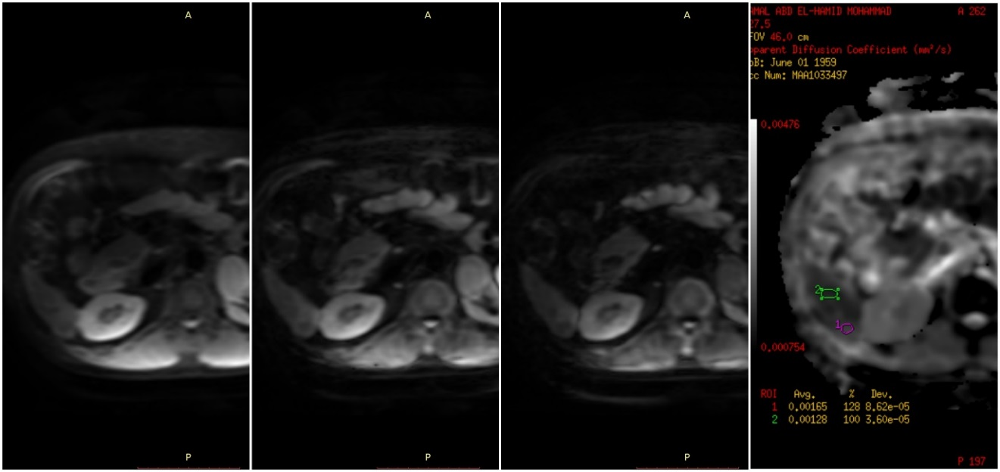 A
A
A
AMAL ABD EL-HAMID MOHAMMAD
A 262
27.5
FOV 46.0 cm
pparent Diffusion Coefficient (mm²/s)
oB: June 01 1959
cc Num: MAA1033497
0.00476
2
1
0.000754
ROI Avg. % Dev.
1 0.00165 128 8.62e-05
2 0.00128 100 3.60e-05
P
P
P
P 197